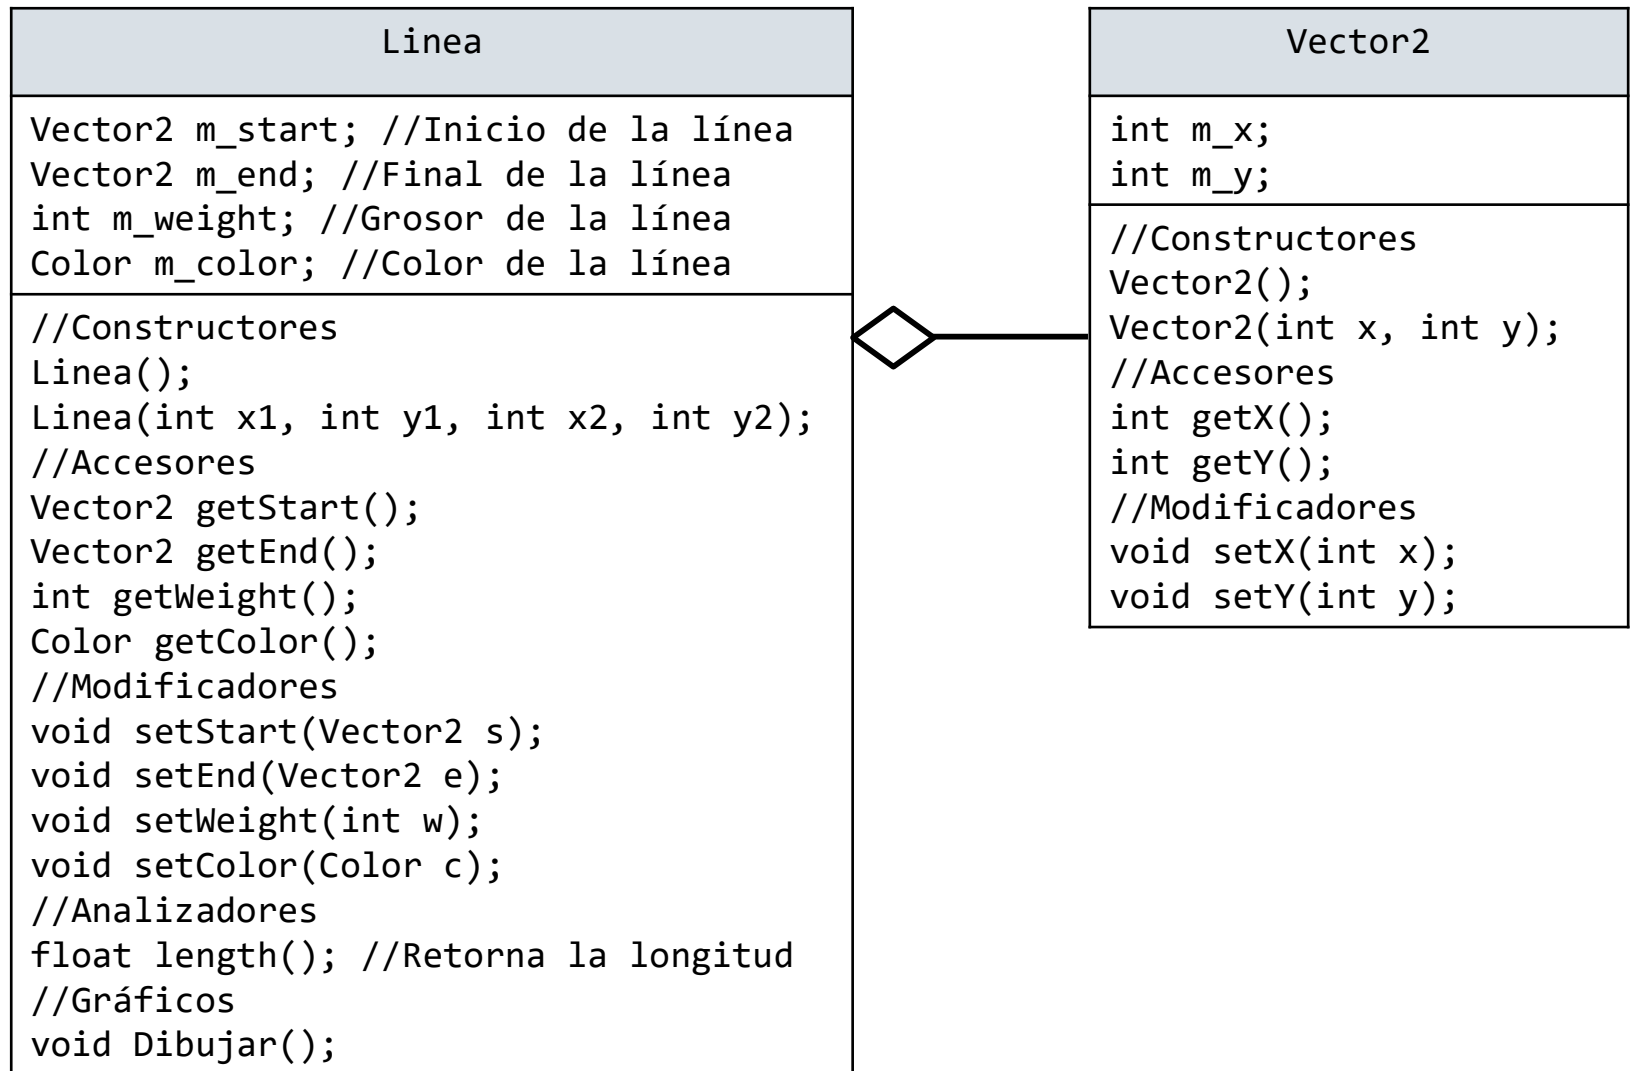 Linea
Vector2 m_start; //Inicio de la línea
Vector2 m_end; //Final de la línea
int m_weight; //Grosor de la línea
Color m_color; //Color de la línea
//Constructores
Linea();
Linea(int x1, int y1, int x2, int y2);
//Accesores
Vector2 getStart();
Vector2 getEnd();
int getWeight();
Color getColor();
//Modificadores
void setStart(Vector2 s);
void setEnd(Vector2 e);
void setWeight(int w);
void setColor(Color c);
//Analizadores
float length(); //Retorna la longitud
//Gráficos
void Dibujar();
Vector2
int m_x;
int m_y;
//Constructores
Vector2();
Vector2(int x, int y);
//Accesores
int getX();
int getY();
//Modificadores
void setX(int x);
void setY(int y);